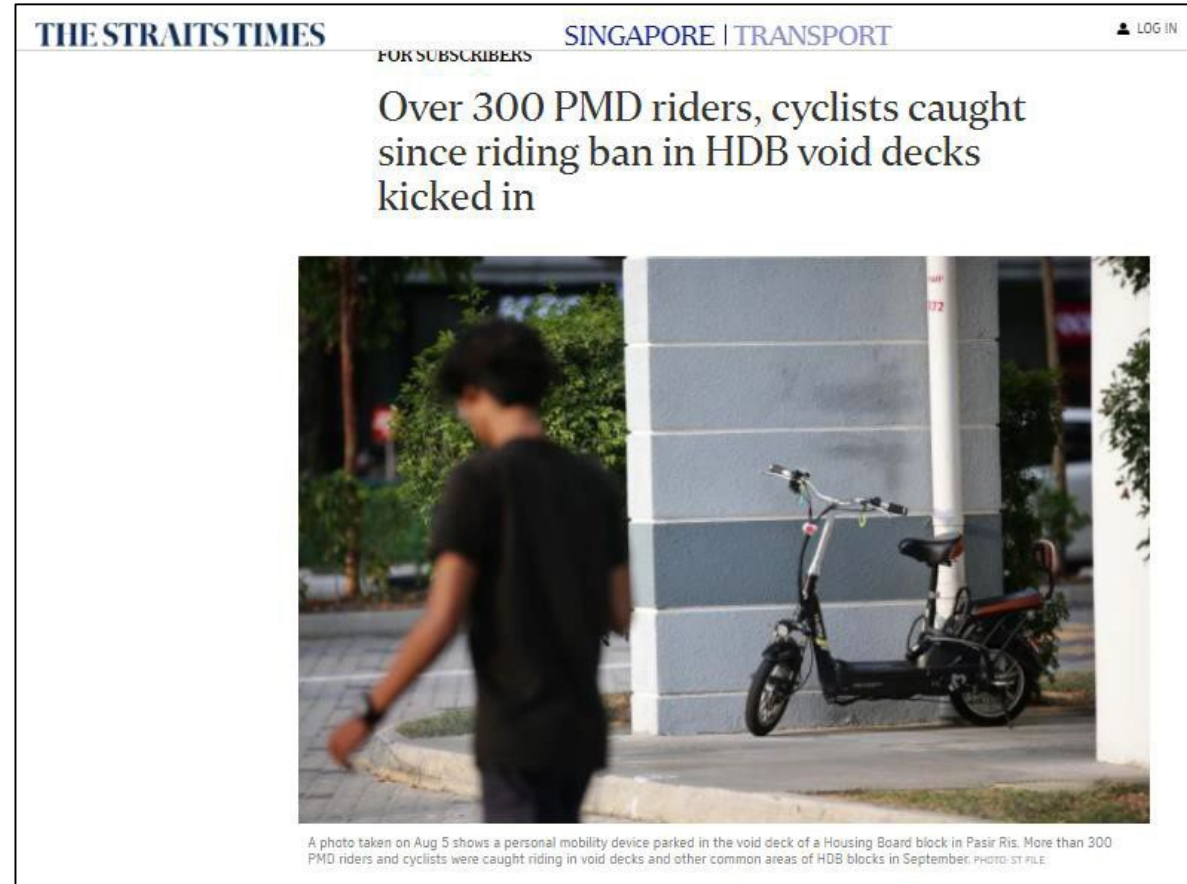 THE STRAITS TIMES
SINGAPORE | TRANSPORT
LOG IN
FOR SUBSCRIBERS
Over 300 PMD riders, cyclists caught
since riding ban in HDB void decks
kicked in
A photo taken on Aug 5 shows a personal mobility device parked in the void deck of a Housing Board block in Pasir Ris. More than 300
PMD riders and cyclists were caught riding in void decks and other common areas of HDB blocks in September. PHOTO: ST FILE